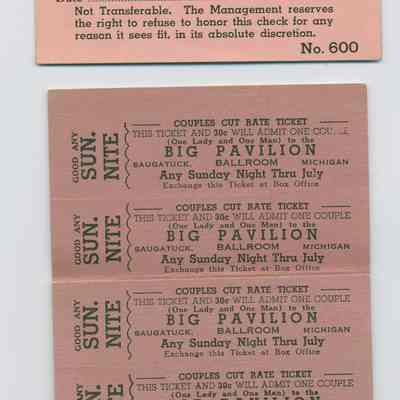 Not Transferable. The Management reserves
the right to refuse to honor this check for any
reason it sees fit, in its absolute discretion.
No. 600
GOOD ANY
SUN.
NITE
COUPLES CUT RATE TICKET
THIS TICKET AND 30c WILL ADMIT ONE
(One Lady and One Man) to the
BIG PAVILION
SAUGATUCK, BALLROOM MICHIGAN
Any Sunday Night Thru July
Exchange this Ticket at Box Office
GOOD ANY
SUN.
NITE
COUPLES CUT RATE TICKET
THIS TICKET AND 30c WILL ADMIT ONE COUPLE
(One Lady and One Man) to the
BIG PAVILION
SAUGATUCK, BALLROOM MICHIGAN
Any Sunday Night Thru July
Exchange this Ticket at Box Office
GOOD ANY
SUN.
NITE
COUPLES CUT RATE TICKET
THIS TICKET AND 30c WILL ADMIT ONE COUPLE
(One Lady and One Man) to the
BIG PAVILION
SAUGATUCK, BALLROOM MICHIGAN
Any Sunday Night Thru July
Exchange this Ticket at Box Office
ANY
COUPLES CUT RATE TICKET
THIS TICKET AND 30c WILL ADMIT ONE COUPLE
(One Lady and One Man) to the